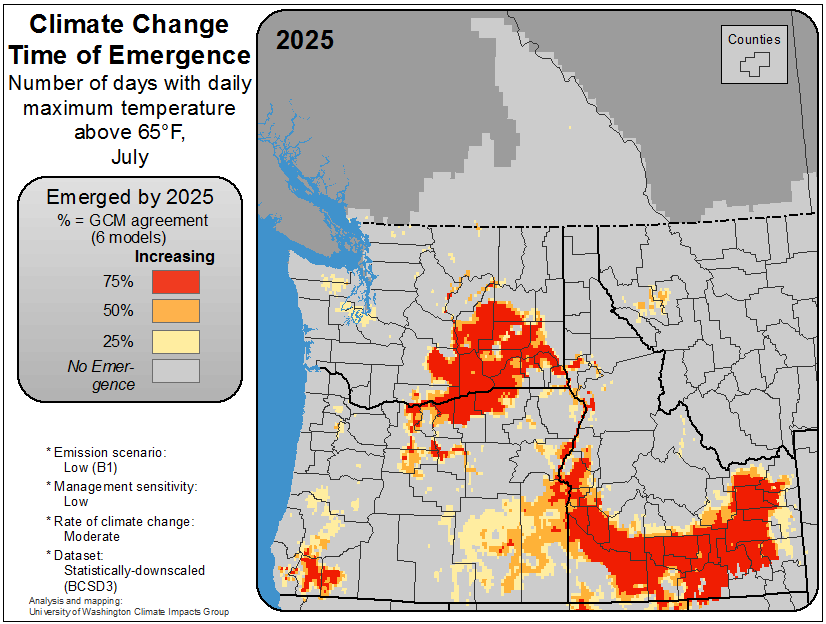 Climate Change
Time of Emergence
Number of days with daily
maximum temperature
above 65°F,
July
Emerged by 2025
% = GCM agreement
(6 models)
Increasing
75%
50%
25%
No Emer-
gence
* Emission scenario:
Low (B1)
* Management sensitivity:
Low
* Rate of climate change:
Moderate
* Dataset:
Statistically-downscaled
(BCSD3)
Analysis and mapping:
University of Washington Climate Impacts Group
2025
Counties